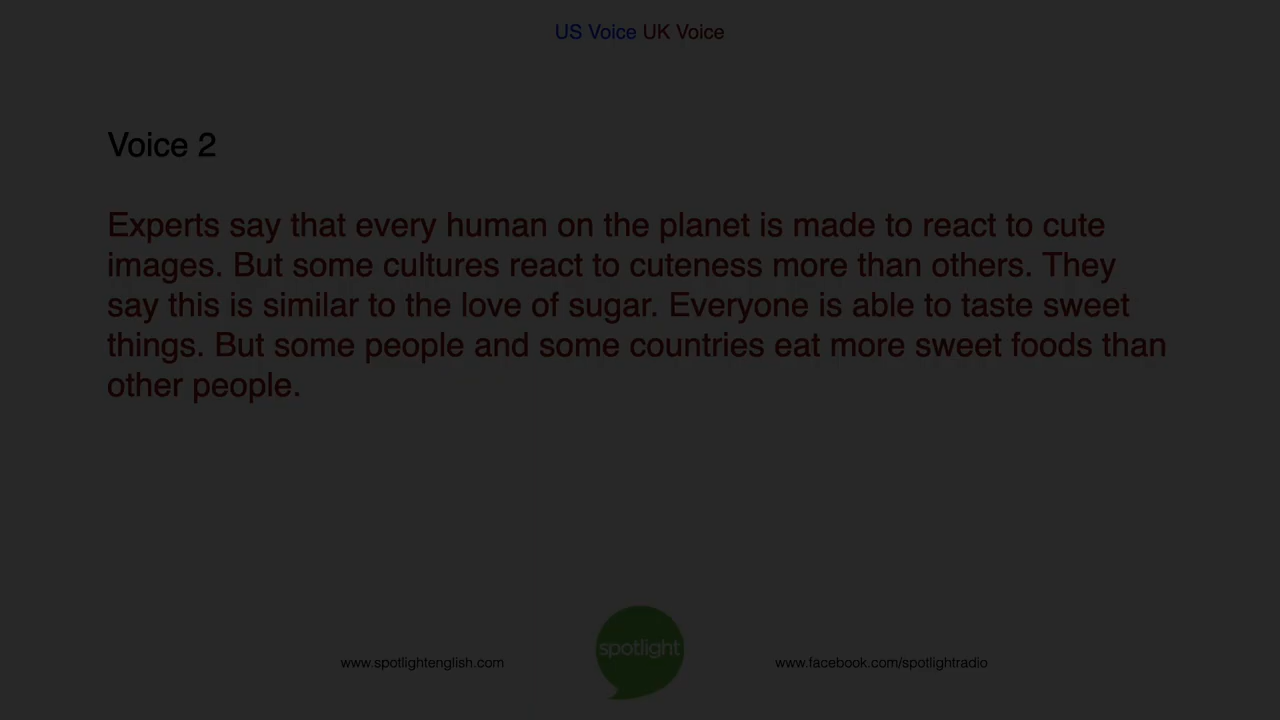 US Voice UK Voice
Voice 2
Experts say that every human on the planet is made to react to cute
images. But some cultures react to cuteness more than others. They
say this is similar to the love of sugar. Everyone is able to taste sweet
things. But some people and some countries eat more sweet foods than
other people.
spotlight
www.spotlightenglish.com
www.facebook.com/spotlightradio